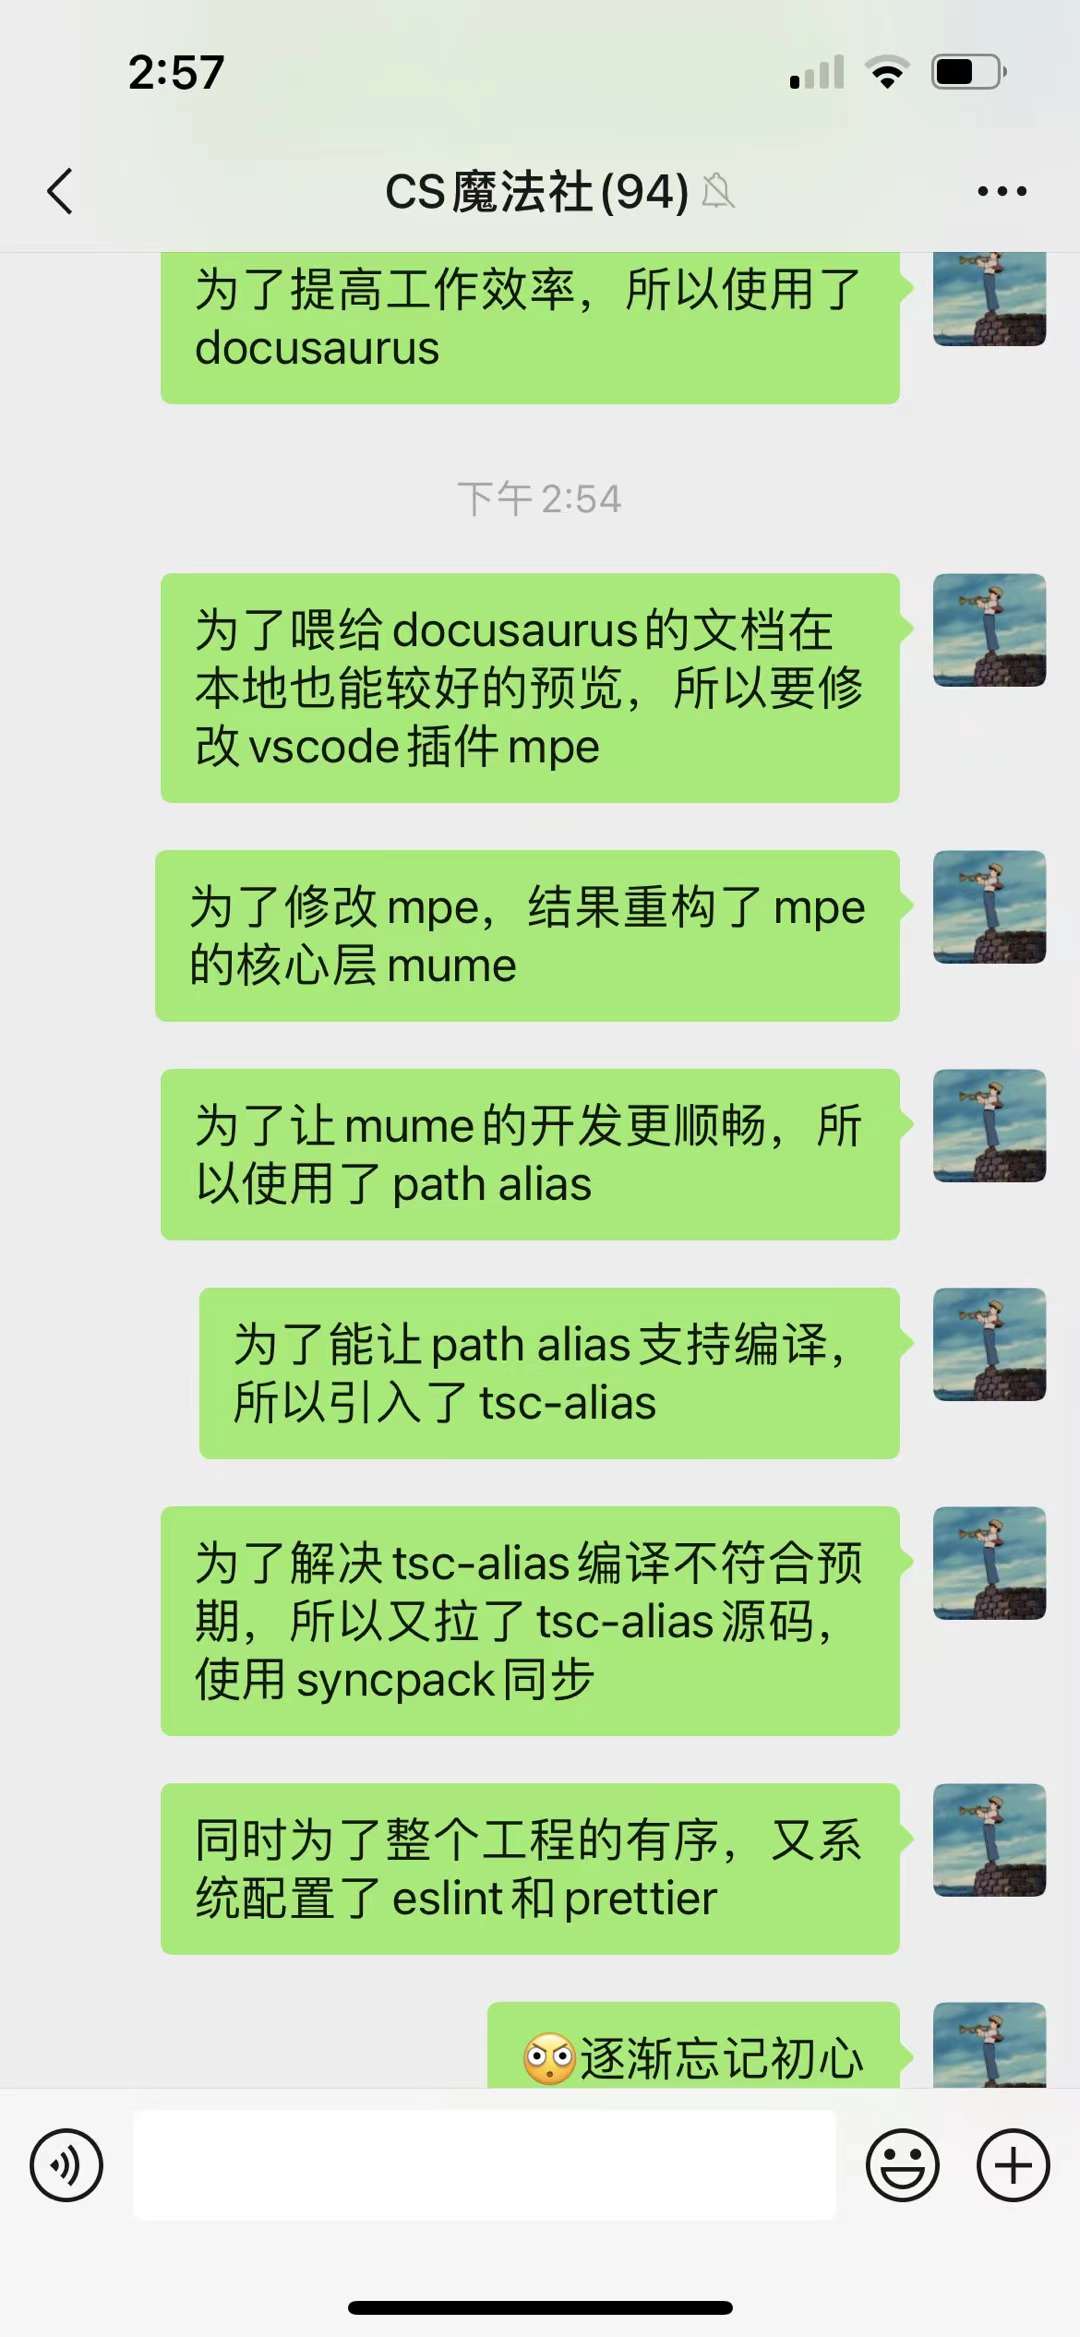 2:57
CS魔法社(94)
为了提高工作效率，所以使用了
docusaurus
下午2:54
为了喂给docusaurus的文档在
本地也能较好的预览，所以要修
改vscode插件mpe
为了修改mpe，结果重构了mpe
的核心层mume
为了让mume的开发更顺畅，所
以使用了path alias
为了能让path alias支持编译，
所以引入了tsc-alias
为了解决tsc-alias编译不符合预
期，所以又拉了tsc-alias源码，
使用syncpack同步
同时为了整个工程的有序，又系
统配置了eslint和prettier
逐渐忘记初心